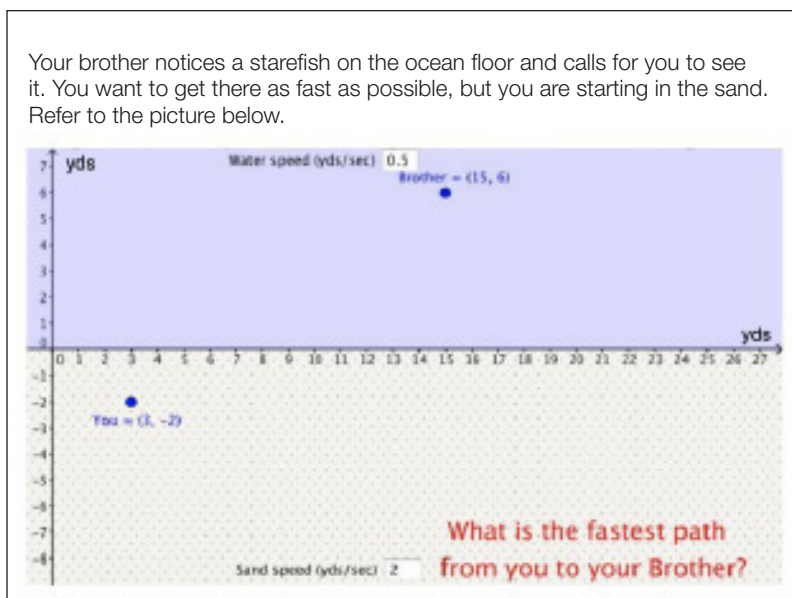 Your brother notices a starefish on the ocean floor and calls for you to see
it. You want to get there as fast as possible, but you are starting in the sand.
Refer to the picture below.
yds
Water speed (yds/sec) 0.5
Brother = (15, 6)
7
6
5
4
3
2
1
0
yds
0 1 2 3 4 5 6 7 8 9 10 11 12 13 14 15 16 17 18 19 20 21 22 23 24 25 26 27
-1
-2
-3
-4
-5
-6
-7
-8
You = (3, -2)
What is the fastest path
from you to your Brother?
Sand speed (yds/sec) 2